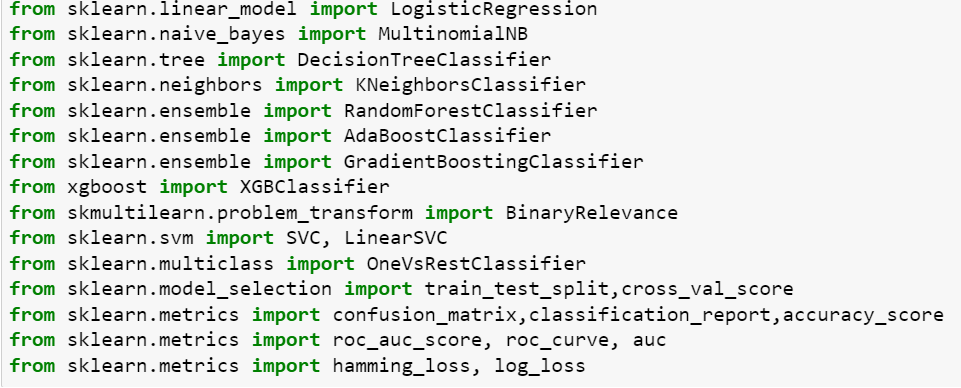 from sklearn.linear_model import LogisticRegression
from sklearn.naive_bayes import MultinomialNB
from sklearn.tree import DecisionTreeClassifier
from sklearn.neighbors import KNeighborsClassifier
from sklearn.ensemble import RandomForestClassifier
from sklearn.ensemble import AdaBoostClassifier
from sklearn.ensemble import GradientBoostingClassifier
from xgboost import XGBClassifier
from skmultilearn.problem_transform import BinaryRelevance
from sklearn.svm import SVC, LinearSVC
from sklearn.multiclass import OneVsRestClassifier
from sklearn.model_selection import train_test_split,cross_val_score
from sklearn.metrics import confusion_matrix,classification_report,accuracy_score
from sklearn.metrics import roc_auc_score, roc_curve, auc
from sklearn.metrics import hamming_loss, log_loss